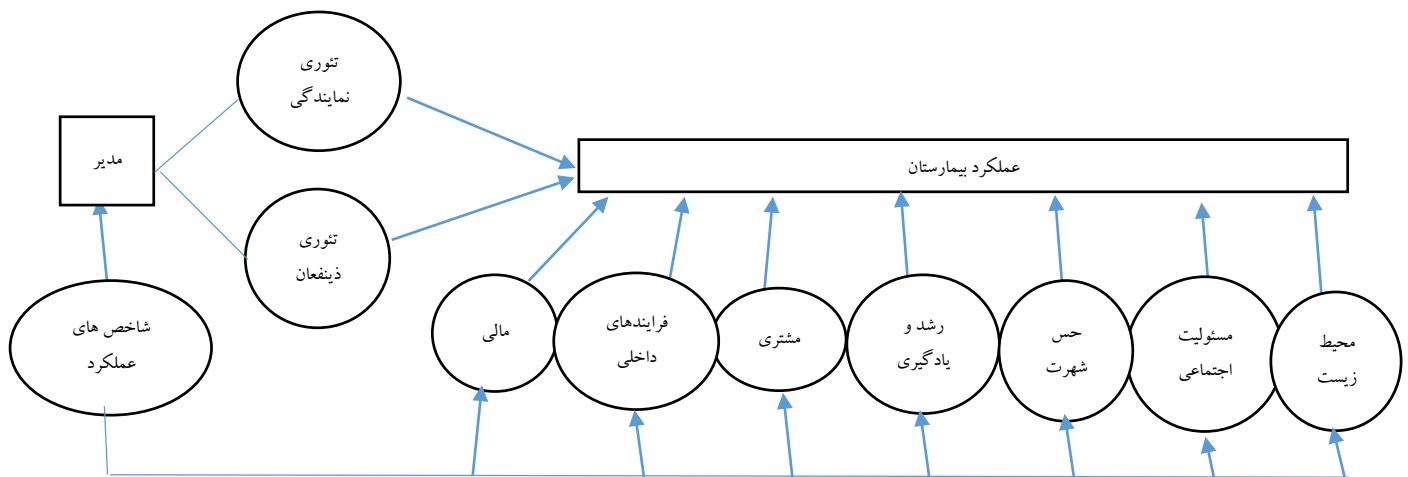 تئوری
نمایندگی
مدیر
عملکرد بیمارستان
تئوری
ذینفعان
شاخص های
عملکرد
مالی
فرایندهای
داخلی
مشتری
رشد و
یادگیری
حس
شهرت
مسئولیت
اجتماعی
محیط
زیست